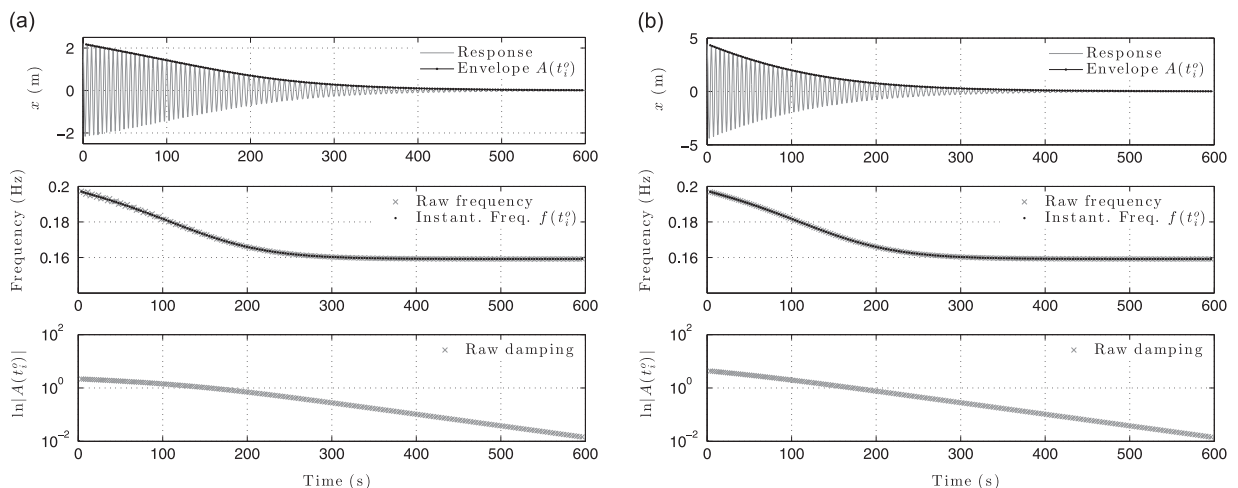 (a)
2
0
−2
x (m)
Response
Envelope A(t_i^o)
0 100 200 300 400 500 600
0.2
0.18
0.16
Frequency (Hz)
Raw frequency
Instant. Freq. f(t_i^o)
0 100 200 300 400 500 600
10^2
10^0
10^−2
ln|A(t_i^o)|
Raw damping
0 100 200 300 400 500 600
Time (s)
(b)
5
0
−5
x (m)
Response
Envelope A(t_i^o)
0 100 200 300 400 500 600
0.2
0.18
0.16
Frequency (Hz)
Raw frequency
Instant. Freq. f(t_i^o)
0 100 200 300 400 500 600
10^2
10^0
10^−2
ln|A(t_i^o)|
Raw damping
0 100 200 300 400 500 600
Time (s)